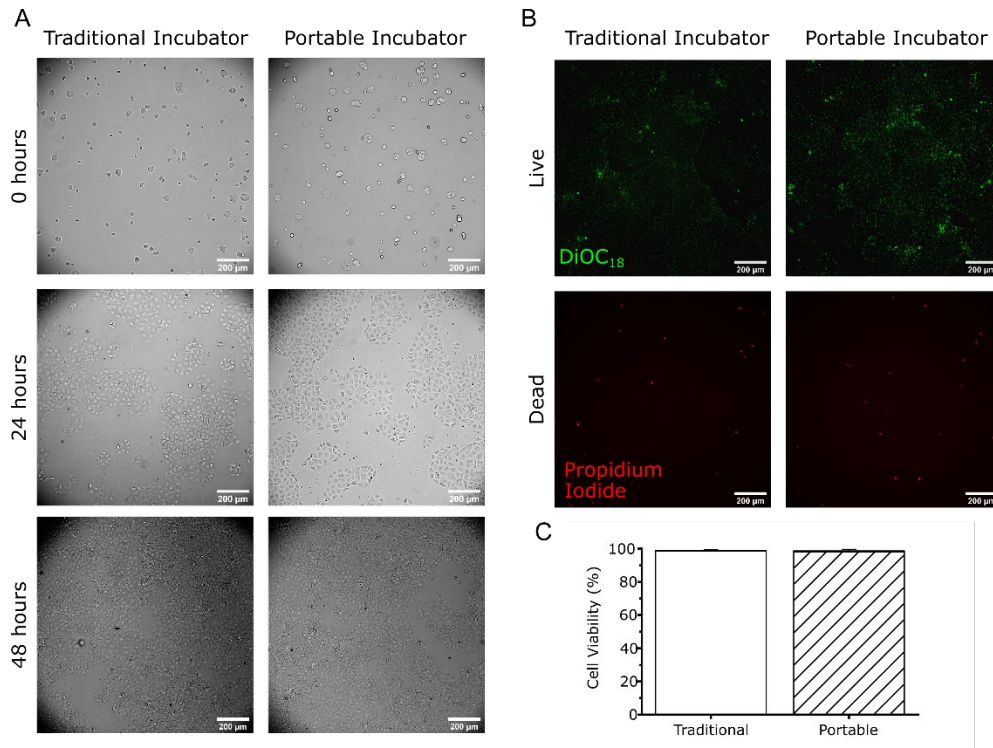 A
Traditional Incubator
Portable Incubator
0 hours
200 µm
200 µm
24 hours
200 µm
200 µm
48 hours
200 µm
200 µm
B
Traditional Incubator
Portable Incubator
Live
DiOC₁₈
200 µm
200 µm
Dead
Propidium
Iodide
200 µm
200 µm
C
Cell Viability (%)
100
80
60
40
20
0
Traditional
Portable